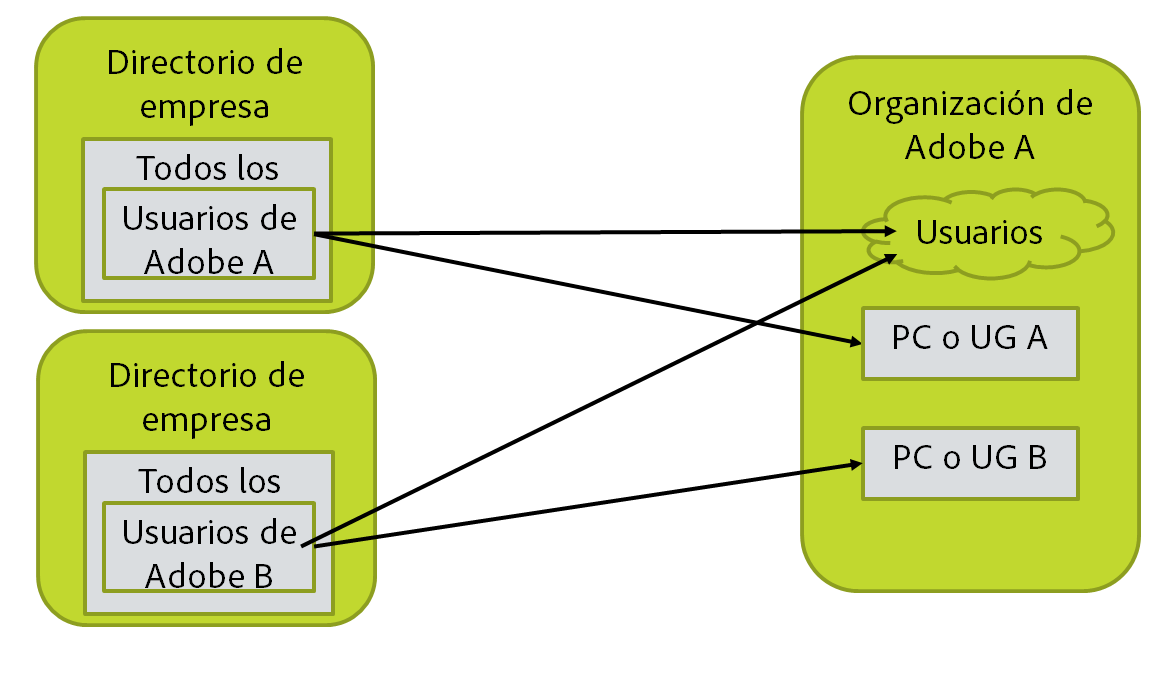 Directorio de
empresa
Todos los
Usuarios de
Adobe A
Directorio de
empresa
Todos los
Usuarios de
Adobe B
Organización de
Adobe A
Usuarios
PC o UG A
PC o UG B